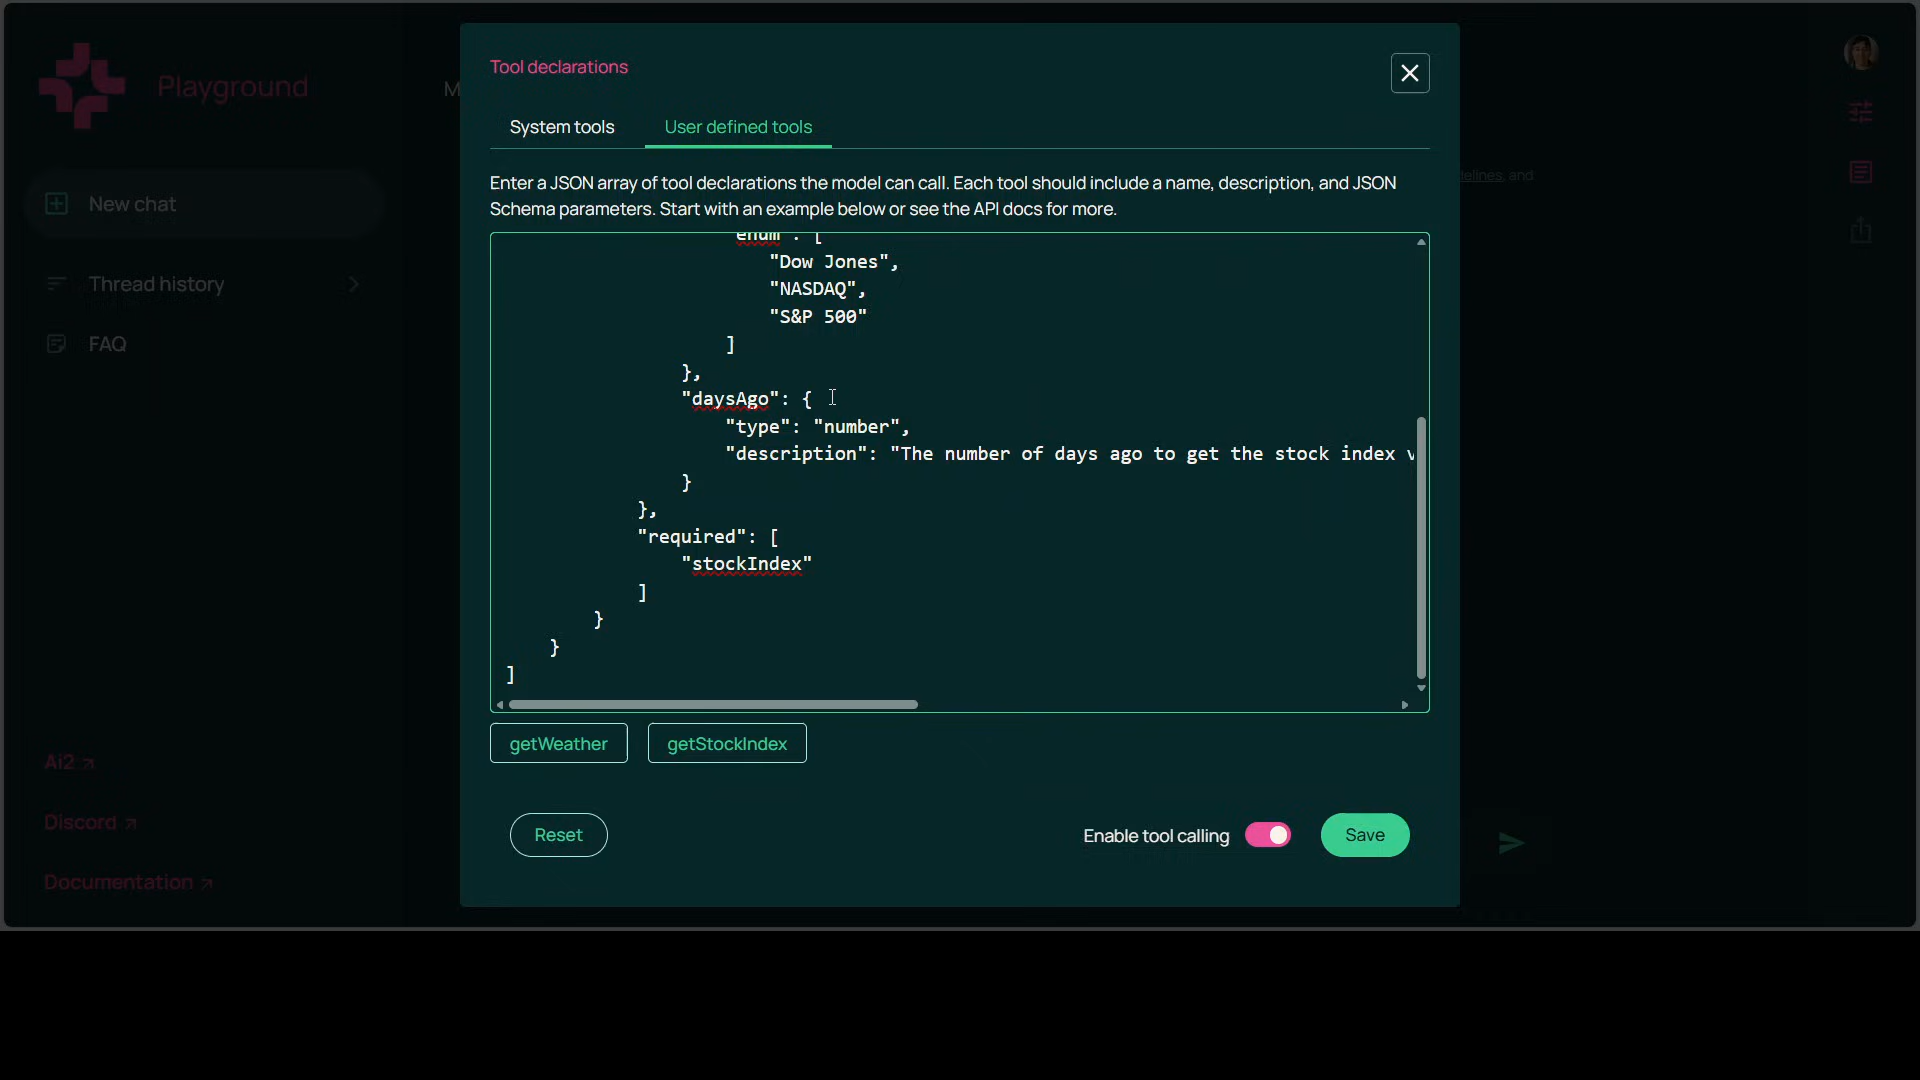 Tool declarations
Playground
M
System tools
User defined tools
Enter a JSON array of tool declarations the model can call. Each tool should include a name, description, and JSON
Schema parameters. Start with an example below or see the API docs for more.
delines, and
New chat
Thread history
FAQ
enum": [
"Dow Jones",
"NASDAQ",
"S&P 500"
]
},
"daysAgo": {
"type": "number",
"description": "The number of days ago to get the stock index v
}
},
"required": [
"stockIndex"
]
}
}
]
getWeather
getStockIndex
Reset
Enable tool calling
Save
Ai2
Discord
Documentation